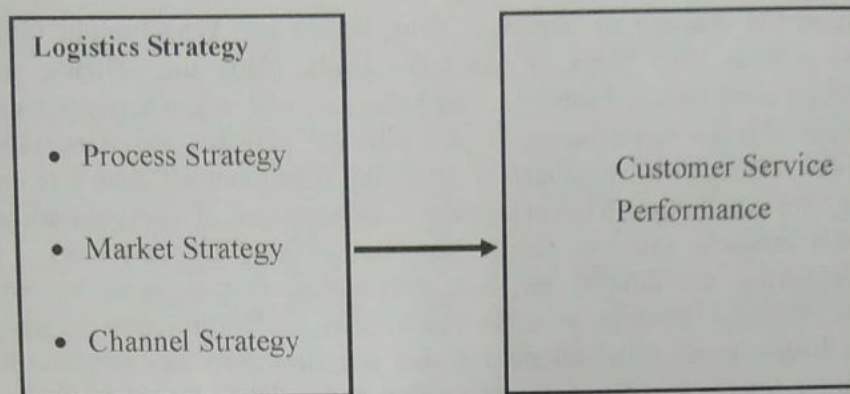 Logistics Strategy
• Process Strategy
• Market Strategy
• Channel Strategy
Customer Service
Performance